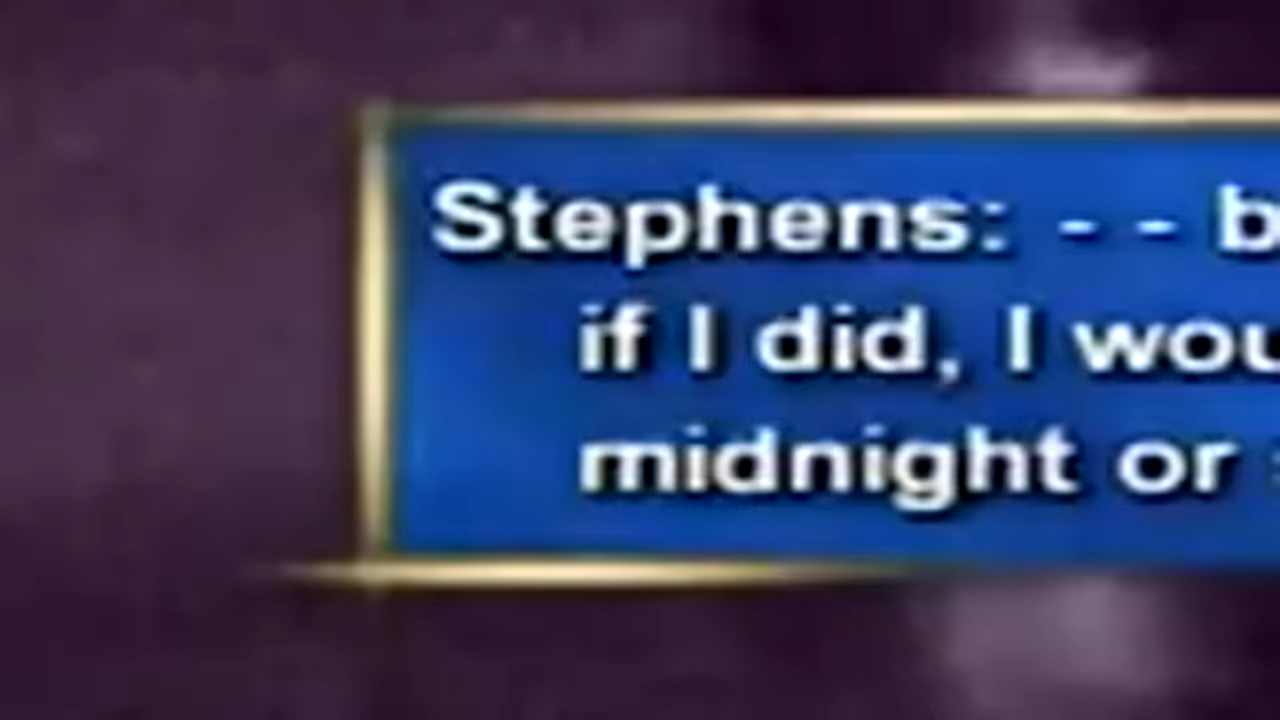 Stephens: - - b
if I did, I wou
midnight or